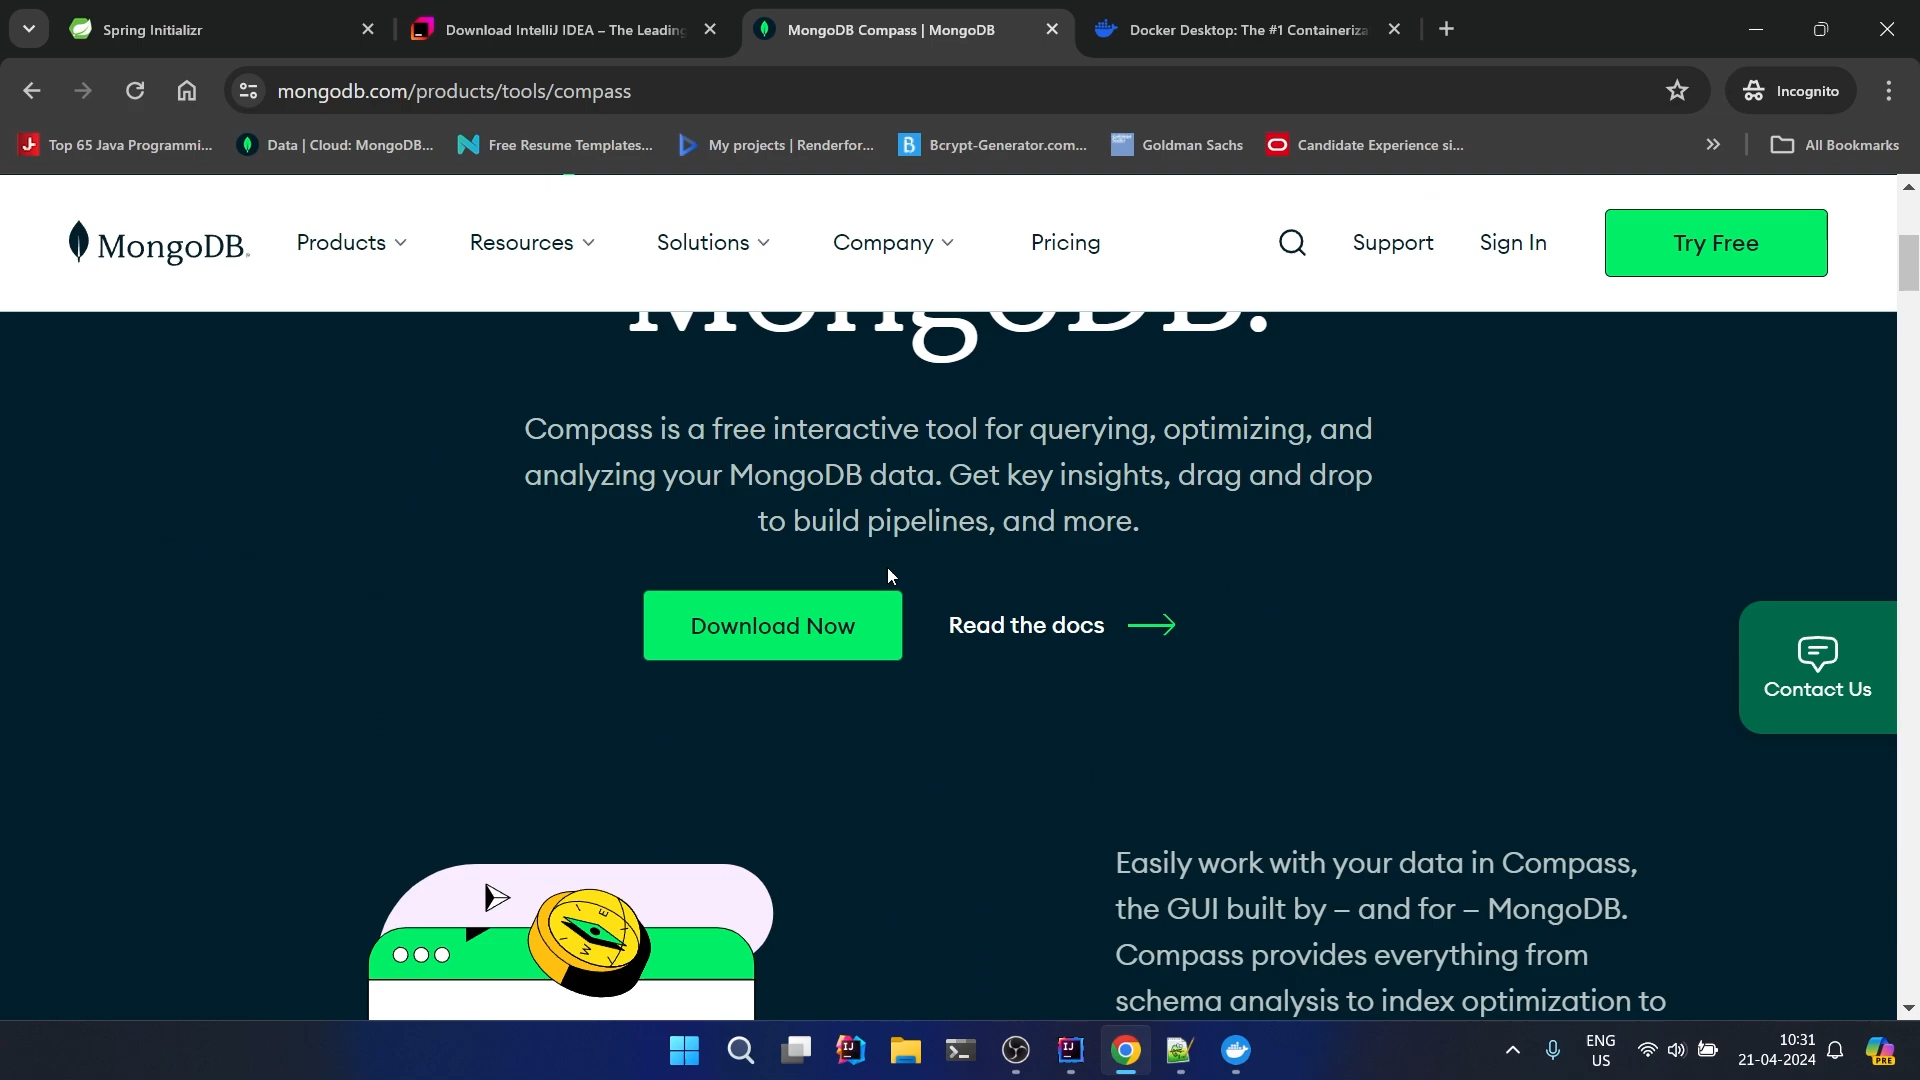 Spring Initializr
Download IntelliJ IDEA – The Leading
MongoDB Compass | MongoDB
Docker Desktop: The #1 Containeriza
mongodb.com/products/tools/compass
Incognito
Top 65 Java Programmi...
Data | Cloud: MongoDB...
Free Resume Templates...
My projects | Renderfor...
Bcrypt-Generator.com...
Goldman Sachs
Candidate Experience si...
All Bookmarks
MongoDB.
Products
Resources
Solutions
Company
Pricing
Support
Sign In
Try Free
MongoDB.
Compass is a free interactive tool for querying, optimizing, and
analyzing your MongoDB data. Get key insights, drag and drop
to build pipelines, and more.
Download Now
Read the docs
Contact Us
Easily work with your data in Compass,
the GUI built by – and for – MongoDB.
Compass provides everything from
schema analysis to index optimization to
ENG
US
10:31
21-04-2024